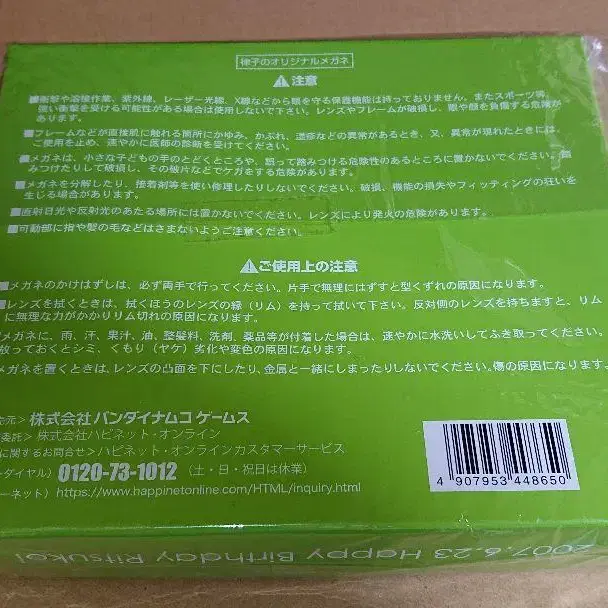 律子のオリジナルメガネ
⚠注意
■衝撃や溶接作業、紫外線、レーザー光線、X線などから眼を守る保護機能は持っておりません。またスポーツ等、
強い衝撃を受ける可能性がある場合は使用しないで下さい。レンズやフレームが破損し、眼や顔を負傷する危険が
あります。
■フレームなどが直接肌に触れる箇所にかゆみ、かぶれ、湿疹などの異常があるとき、又、異常が現れたときには、
ご使用を止め、速やかに医師の診断を受けてください。
■メガネは、小さな子どもの手のとどくところや、誤って踏みつける危険性のあるところに置かないでください。踏
みつけたりして破損し、その破片などでケガをする危険があります。
■メガネを分解したり、接着剤等を使い修理したりしないでください。破損、機能の損失やフィッティングの狂いを
生じる場合があります。
■直射日光や反射光のあたる場所には置かないでください。レンズにより発火の危険があります。
■可動部に指や髪の毛などはさまないようご注意ください。
⚠ご使用上の注意
■メガネのかけはずしは、必ず両手で行ってください。片手で無理にはずすと型くずれの原因になります。
■レンズを拭くときは、拭くほうのレンズの縁（リム）を持って拭いて下さい。反対側のレンズを持ちますと、リム
に無理な力がかかりリム切れの原因になります。
メガネに、雨、汗、果汁、油、整髪料、洗剤、薬品等が付着した場合は、速やかに水洗いしてふき取ってください。
放っておくとシミ、くもり（ヤケ）劣化や変色の原因になります。
メガネを置くときは、レンズの凸面を下にしたり、金属と一緒にしまったりしないでください。傷の原因になります。
元＞株式会社 バンダイナムコ ゲームス
委託＞株式会社ハピネット・オンライン
に関するお問合せ＞ハピネット・オンラインカスタマーサービス
ーダイヤル）0120-73-1012（土・日・祝日は休業）
ーネット）https://www.happinetonline.com/HTML/inquiry.html
4 907953 448650
2007.6.23 Happy Birthday Ritsuko!